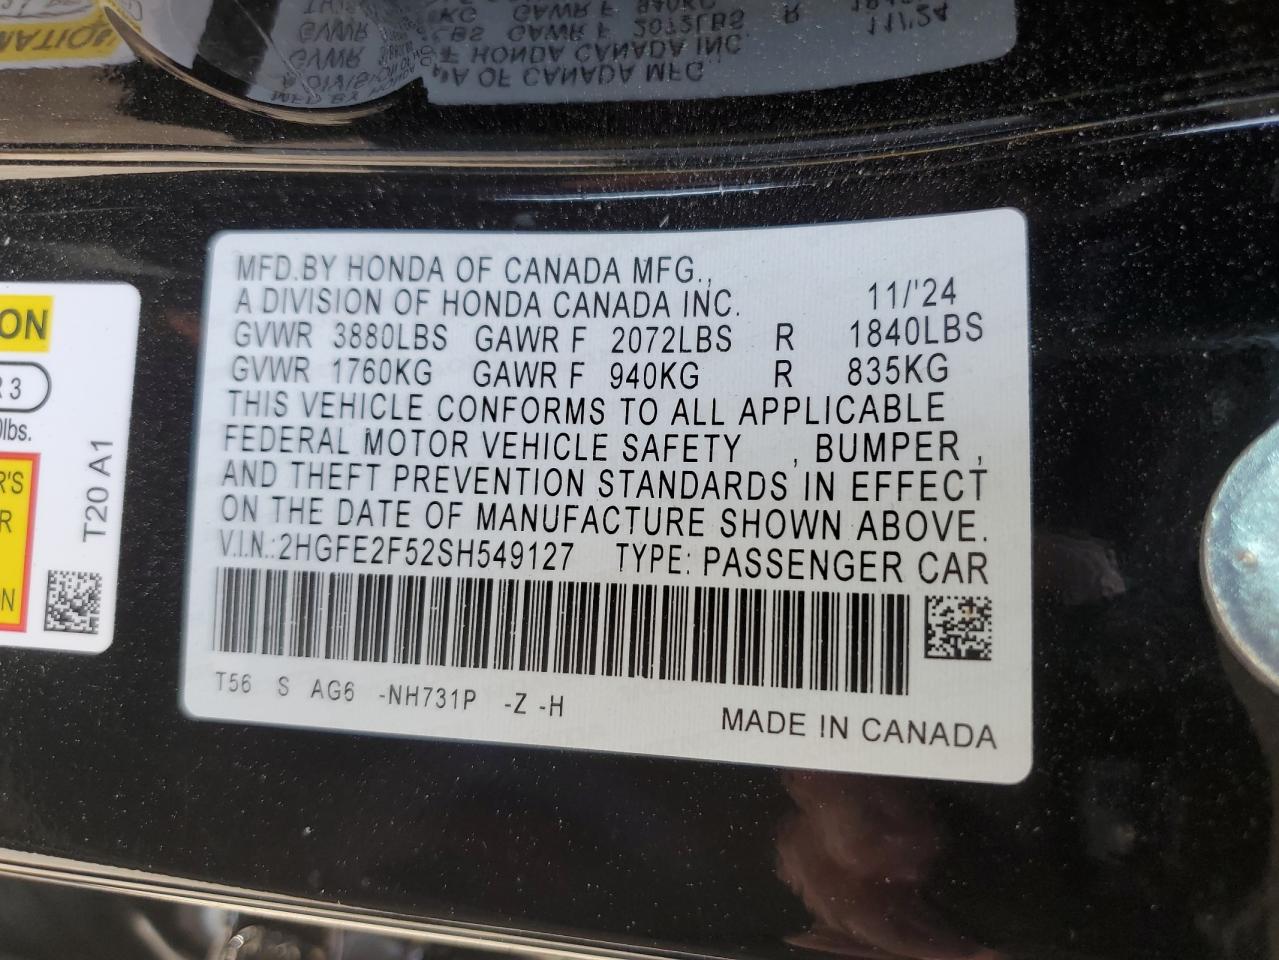 MFD.BY HONDA OF CANADA MFG.,
A DIVISION OF HONDA CANADA INC. 11/'24
GVWR 3880LBS GAWR F 2072LBS R 1840LBS
GVWR 1760KG GAWR F 940KG R 835KG
THIS VEHICLE CONFORMS TO ALL APPLICABLE
FEDERAL MOTOR VEHICLE SAFETY , BUMPER ,
AND THEFT PREVENTION STANDARDS IN EFFECT
ON THE DATE OF MANUFACTURE SHOWN ABOVE.
V.I.N.: 2HGFE2F52SH549127 TYPE: PASSENGER CAR
T56 S AG6 -NH731P -Z -H
MADE IN CANADA
ON
R 3
lbs.
R'S
R
N
T20 A1